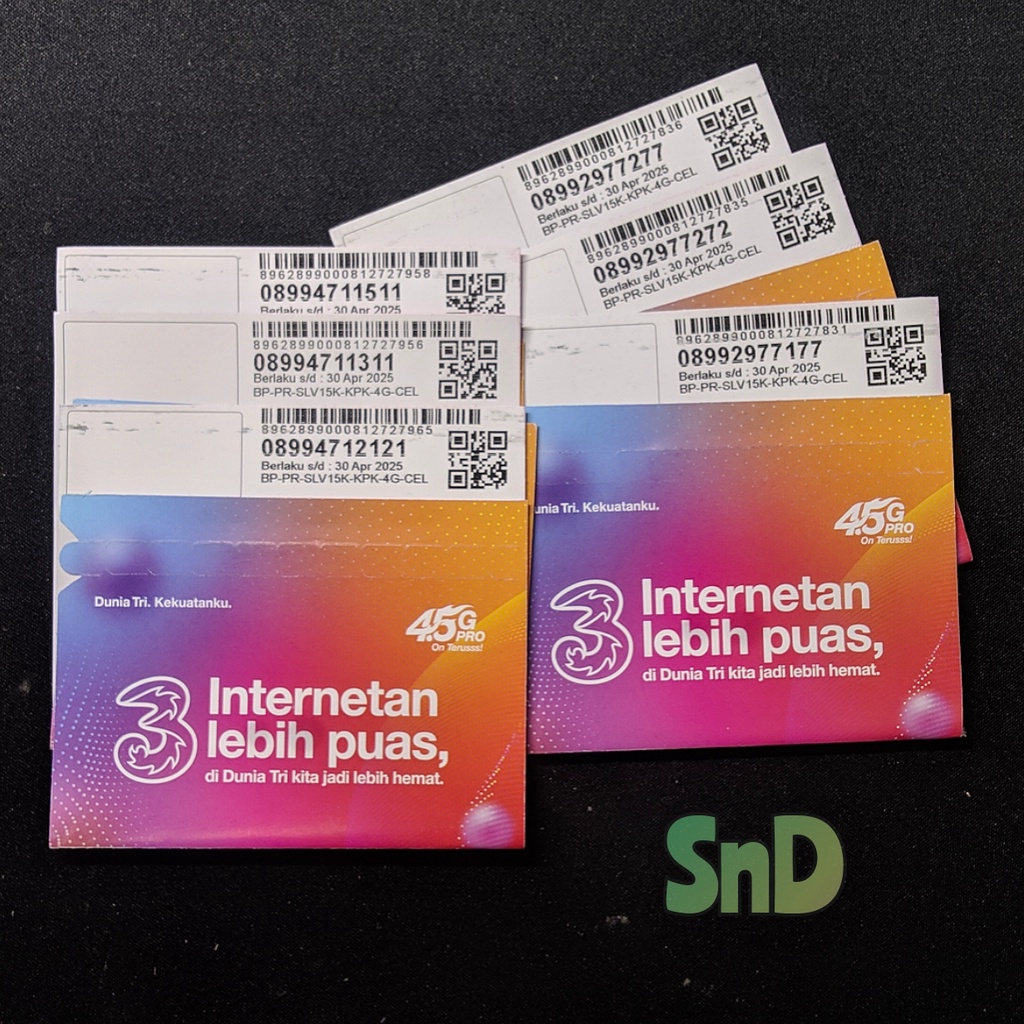 8962899000812727836
08992977277
Berlaku s/d : 30 Apr 2025
BP-PR-SLV15K-KPK-4G-CEL
8962899000812727835
08992977272
Berlaku s/d : 30 Apr 2025
BP-PR-SLV15K-KPK-4G-CEL
8962899000812727958
08994711511
Berlaku s/d : 30 Apr 2025
8962899000812727956
08994711311
Berlaku s/d : 30 Apr 2025
BP-PR-SLV15K-KPK-4G-CEL
8962899000812727965
08994712121
Berlaku s/d : 30 Apr 2025
BP-PR-SLV15K-KPK-4G-CEL
8962899000812727831
08992977177
Berlaku s/d : 30 Apr 2025
BP-PR-SLV15K-KPK-4G-CEL
Dunia Tri. Kekuatanku.
4.5G
PRO
On Terusss!
3
Internetan
lebih puas,
di Dunia Tri kita jadi lebih hemat.
unia Tri. Kekuatanku.
4.5G
PRO
On Terusss!
3
Internetan
lebih puas,
di Dunia Tri kita jadi lebih hemat.
SnD